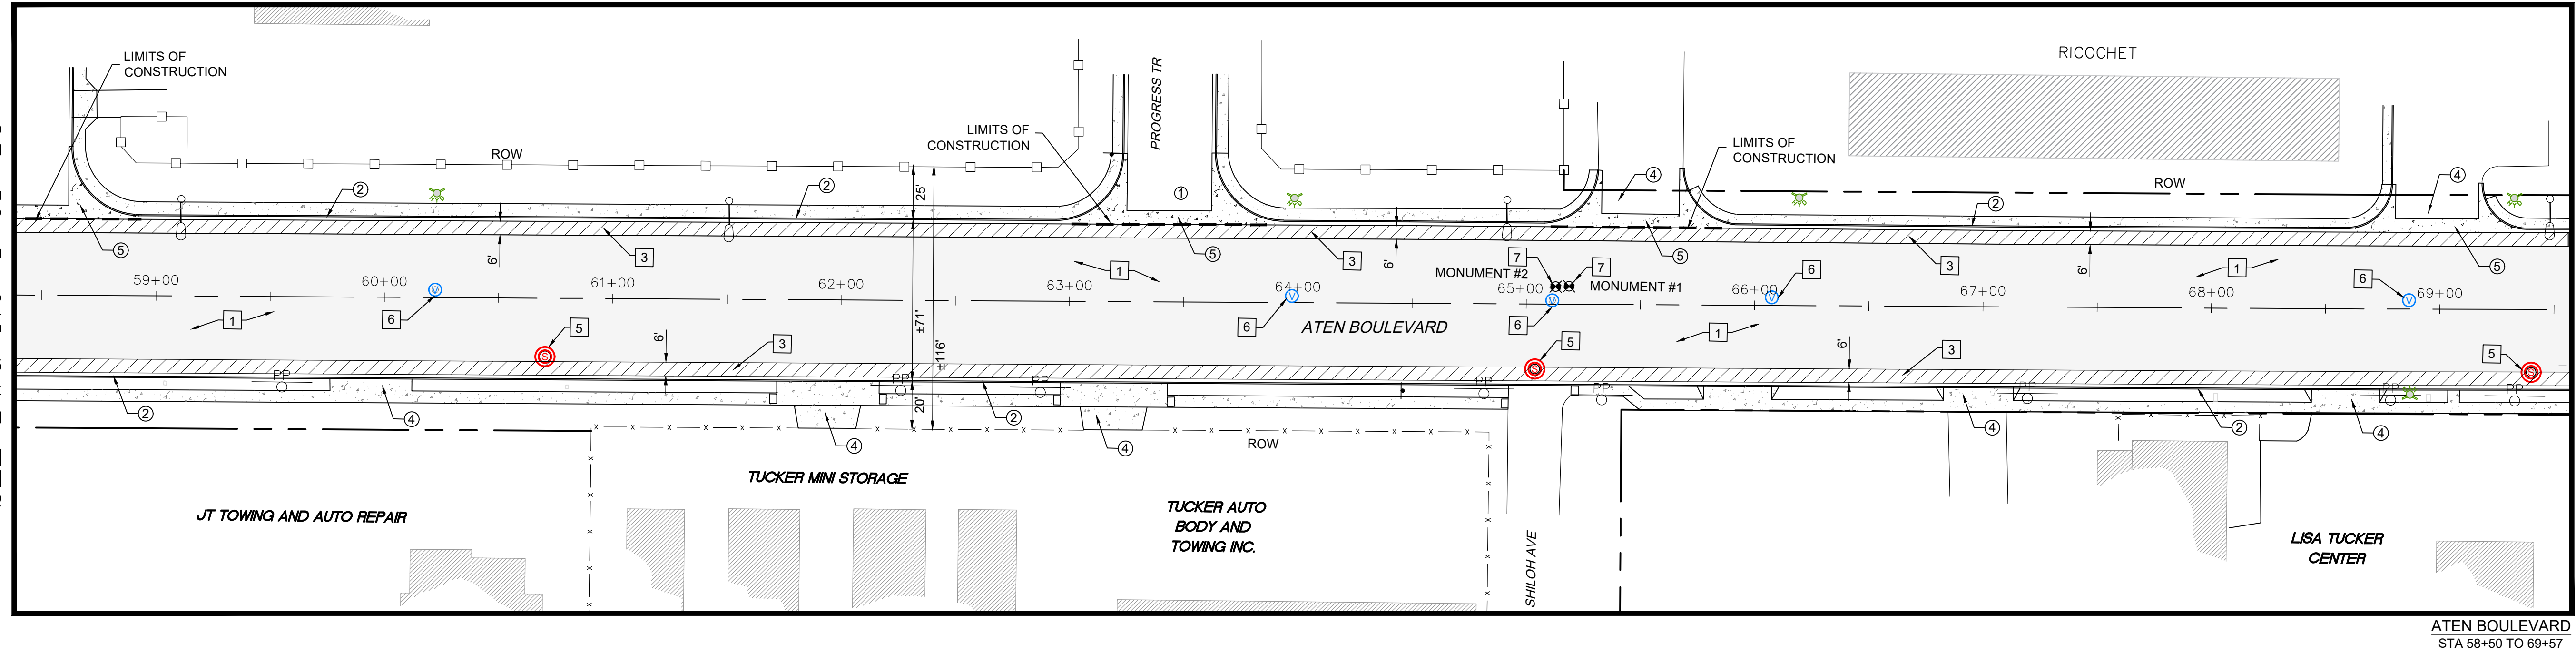 LIMITS OF
CONSTRUCTION
RICOCHET
PROGRESS TR
LIMITS OF
CONSTRUCTION
LIMITS OF
CONSTRUCTION
ROW
ROW
2
2
1
4
2
4
25'
5
6'
3
5
3
6'
5
3
6'
5
1
7
7
6
1
6
MONUMENT #2
MONUMENT #1
59+00
60+00
61+00
62+00
63+00
64+00
65+00
66+00
67+00
68+00
69+00
V
V
V
V
V
1
6
5
6
6
±71'
ATEN BOULEVARD
1
6'
3
±116'
5
6'
3
5
S
S
S
PP
PP
PP
PP
PP
PP
PP
PP
2
4
20'
2
4
4
4
2
4
ROW
TUCKER MINI STORAGE
JT TOWING AND AUTO REPAIR
TUCKER AUTO
BODY AND
TOWING INC.
SHILOH AVE
LISA TUCKER
CENTER
ATEN BOULEVARD
STA 58+50 TO 69+57